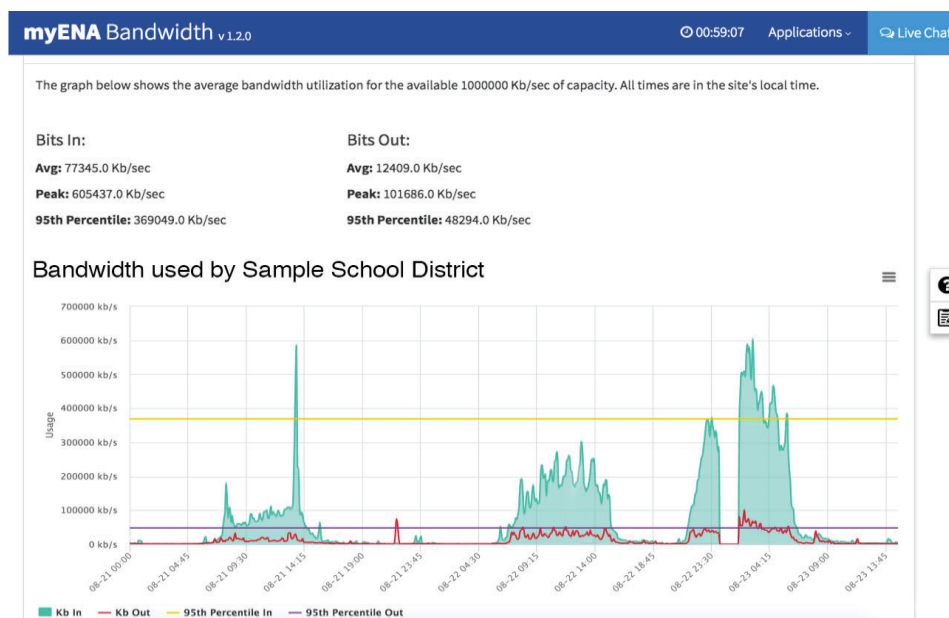 myENA Bandwidth v 1.2.0
00:59:07 Applications Live Chat
The graph below shows the average bandwidth utilization for the available 1000000 Kb/sec of capacity. All times are in the site's local time.
Bits In:
Avg: 77345.0 Kb/sec
Peak: 605437.0 Kb/sec
95th Percentile: 369049.0 Kb/sec
Bits Out:
Avg: 12409.0 Kb/sec
Peak: 101686.0 Kb/sec
95th Percentile: 48294.0 Kb/sec
Bandwidth used by Sample School District
Usage
700000 kb/s
600000 kb/s
500000 kb/s
400000 kb/s
300000 kb/s
200000 kb/s
100000 kb/s
0 kb/s
08-21 00:00
08-21 04:45
08-21 09:30
08-21 14:15
08-21 19:00
08-21 23:45
08-22 04:30
08-22 09:15
08-22 14:00
08-22 18:45
08-22 23:30
08-23 04:15
08-23 09:00
08-23 13:45
Kb In Kb Out 95th Percentile In 95th Percentile Out